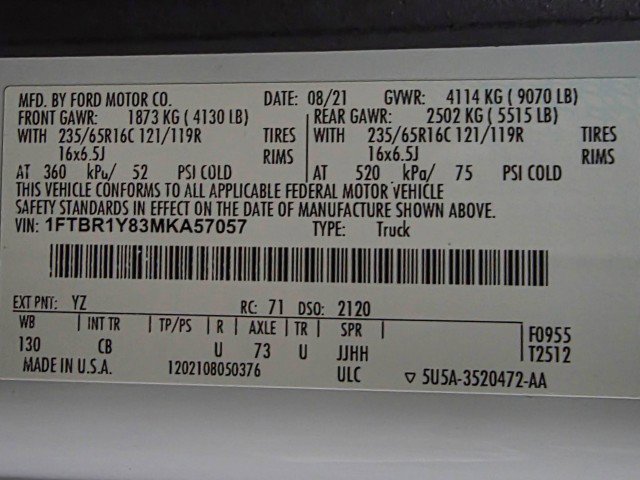 MFD. BY FORD MOTOR CO. DATE: 08/21 GVWR: 4114 KG ( 9070 LB)
FRONT GAWR: 1873 KG ( 4130 LB) REAR GAWR: 2502 KG ( 5515 LB)
WITH 235/65R16C 121/119R TIRES WITH 235/65R16C 121/119R TIRES
16x6.5J RIMS 16x6.5J RIMS
AT 360 kPa/ 52 PSI COLD AT 520 kPa/ 75 PSI COLD
THIS VEHICLE CONFORMS TO ALL APPLICABLE FEDERAL MOTOR VEHICLE
SAFETY STANDARDS IN EFFECT ON THE DATE OF MANUFACTURE SHOWN ABOVE.
VIN: 1FTBR1Y83MKA57057 TYPE: Truck
EXT PNT: YZ RC: 71 DSO: 2120
WB INT TR TP/PS R AXLE TR SPR F0955
130 CB U 73 U JJHH T2512
MADE IN U.S.A. 1202108050376 ULC ▽ 5U5A-3520472-AA